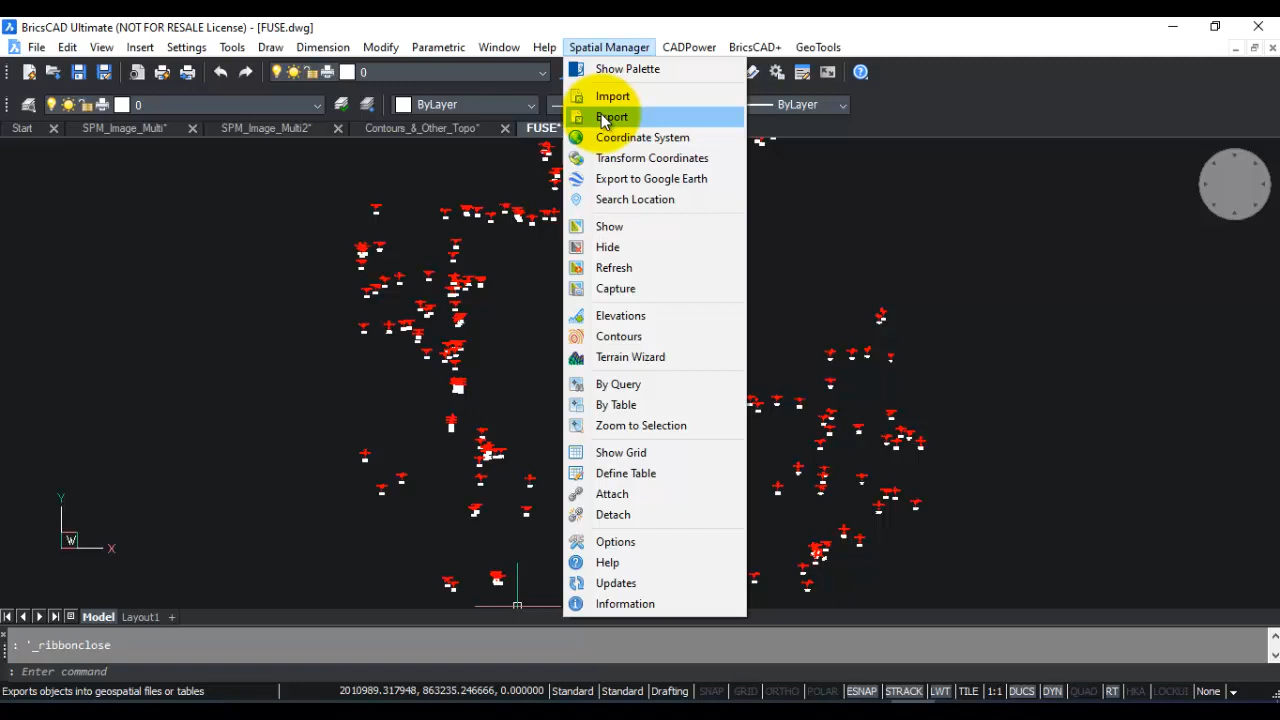 BricsCAD Ultimate (NOT FOR RESALE License) - [FUSE.dwg]
File Edit View Insert Settings Tools Draw Dimension Modify Parametric Window Help Spatial Manager CADPower BricsCAD+ GeoTools
0
0 ByLayer ByLayer
Start SPM_Image_Multi* SPM_Image_Multi2* Contours_&_Other_Topo* FUSE*
Show Palette
Import
Export
Coordinate System
Transform Coordinates
Export to Google Earth
Search Location
Show
Hide
Refresh
Capture
Elevations
Contours
Terrain Wizard
By Query
By Table
Zoom to Selection
Show Grid
Define Table
Attach
Detach
Options
Help
Updates
Information
Y
W X
Model Layout1 +
: '_ribbonclose
: Enter command
Exports objects into geospatial files or tables 2010989.317948, 863235.246666, 0.000000 Standard Standard Drafting SNAP GRID ORTHO POLAR ESNAP STRACK LWT TILE 1:1 DUCS DYN QUAD RT HKA LOCKUI None